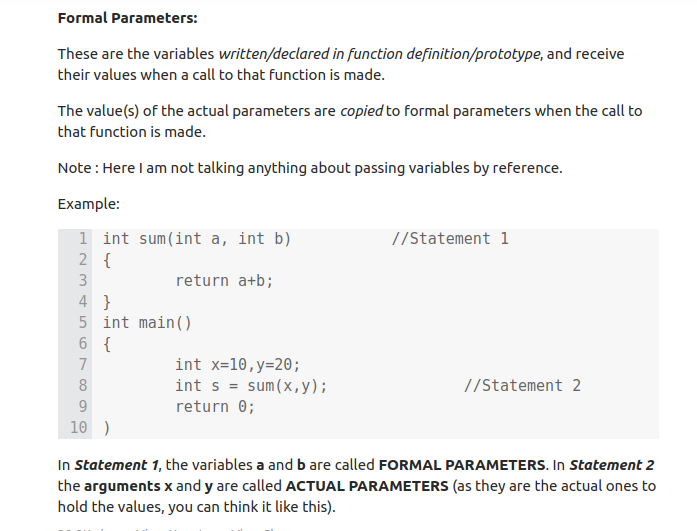 Formal Parameters:
These are the variables written/declared in function definition/prototype, and receive
their values when a call to that function is made.
The value(s) of the actual parameters are copied to formal parameters when the call to
that function is made.
Note : Here I am not talking anything about passing variables by reference.
Example:
1 int sum(int a, int b) //Statement 1
2 {
3 return a+b;
4 }
5 int main()
6 {
7 int x=10,y=20;
8 int s = sum(x,y); //Statement 2
9 return 0;
10 )
In Statement 1, the variables a and b are called FORMAL PARAMETERS. In Statement 2
the arguments x and y are called ACTUAL PARAMETERS (as they are the actual ones to
hold the values, you can think it like this).